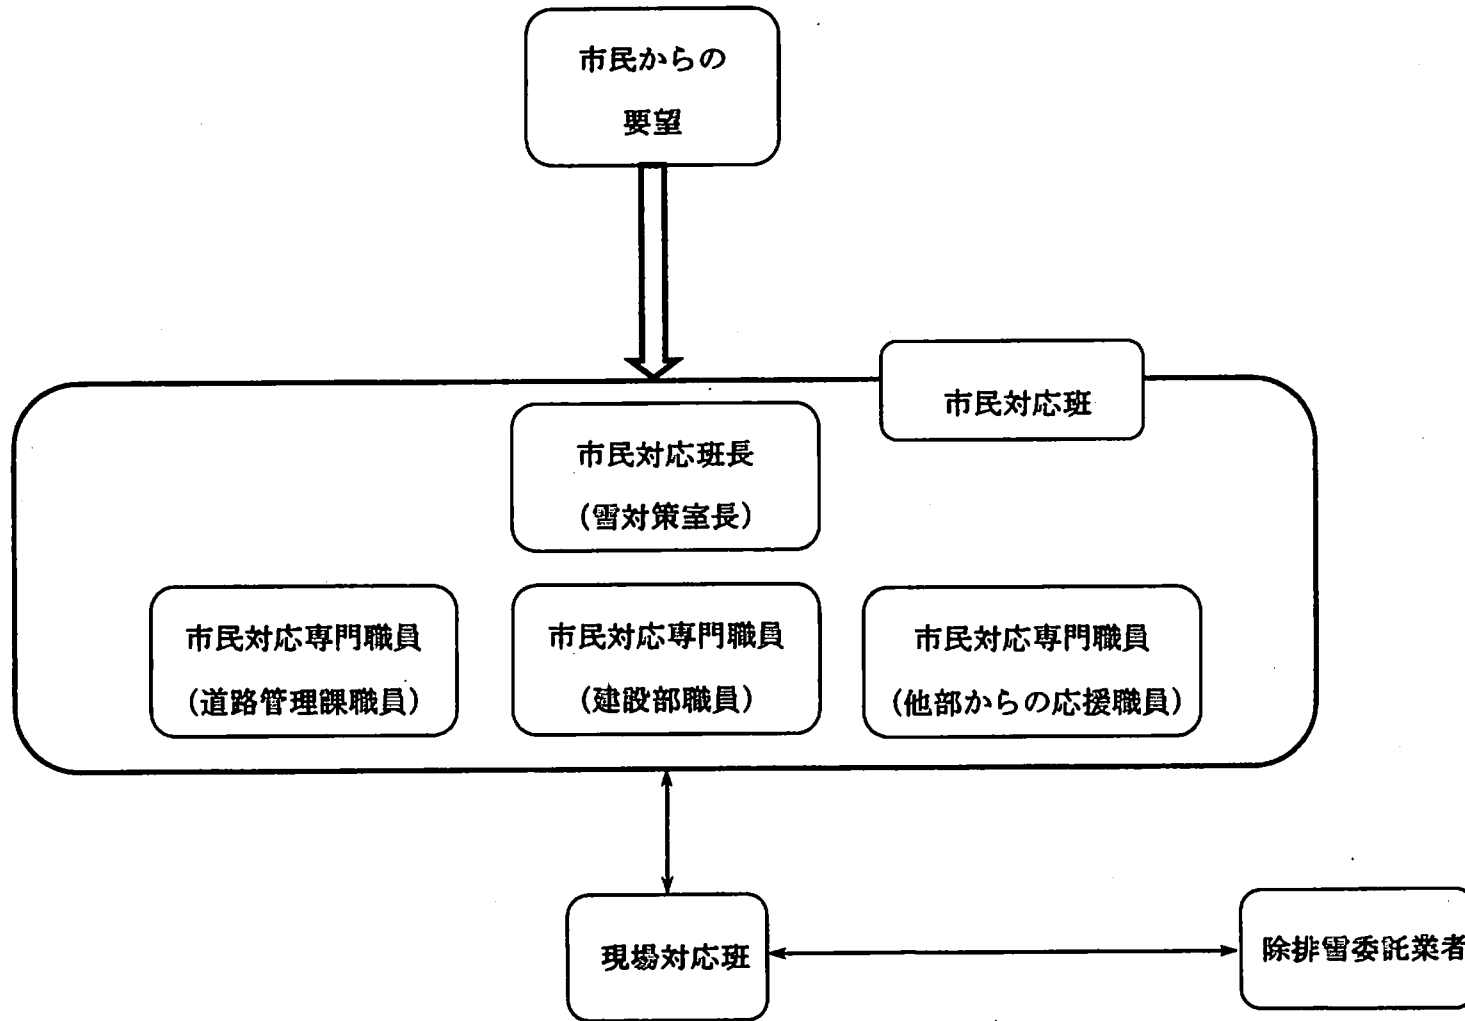 市民からの
要望
市民対応班
市民対応班長
(雪対策室長)
市民対応専門職員
(道路管理課職員)
市民対応専門職員
(建設部職員)
市民対応専門職員
(他部からの応援職員)
現場対応班
除排雪委託業者